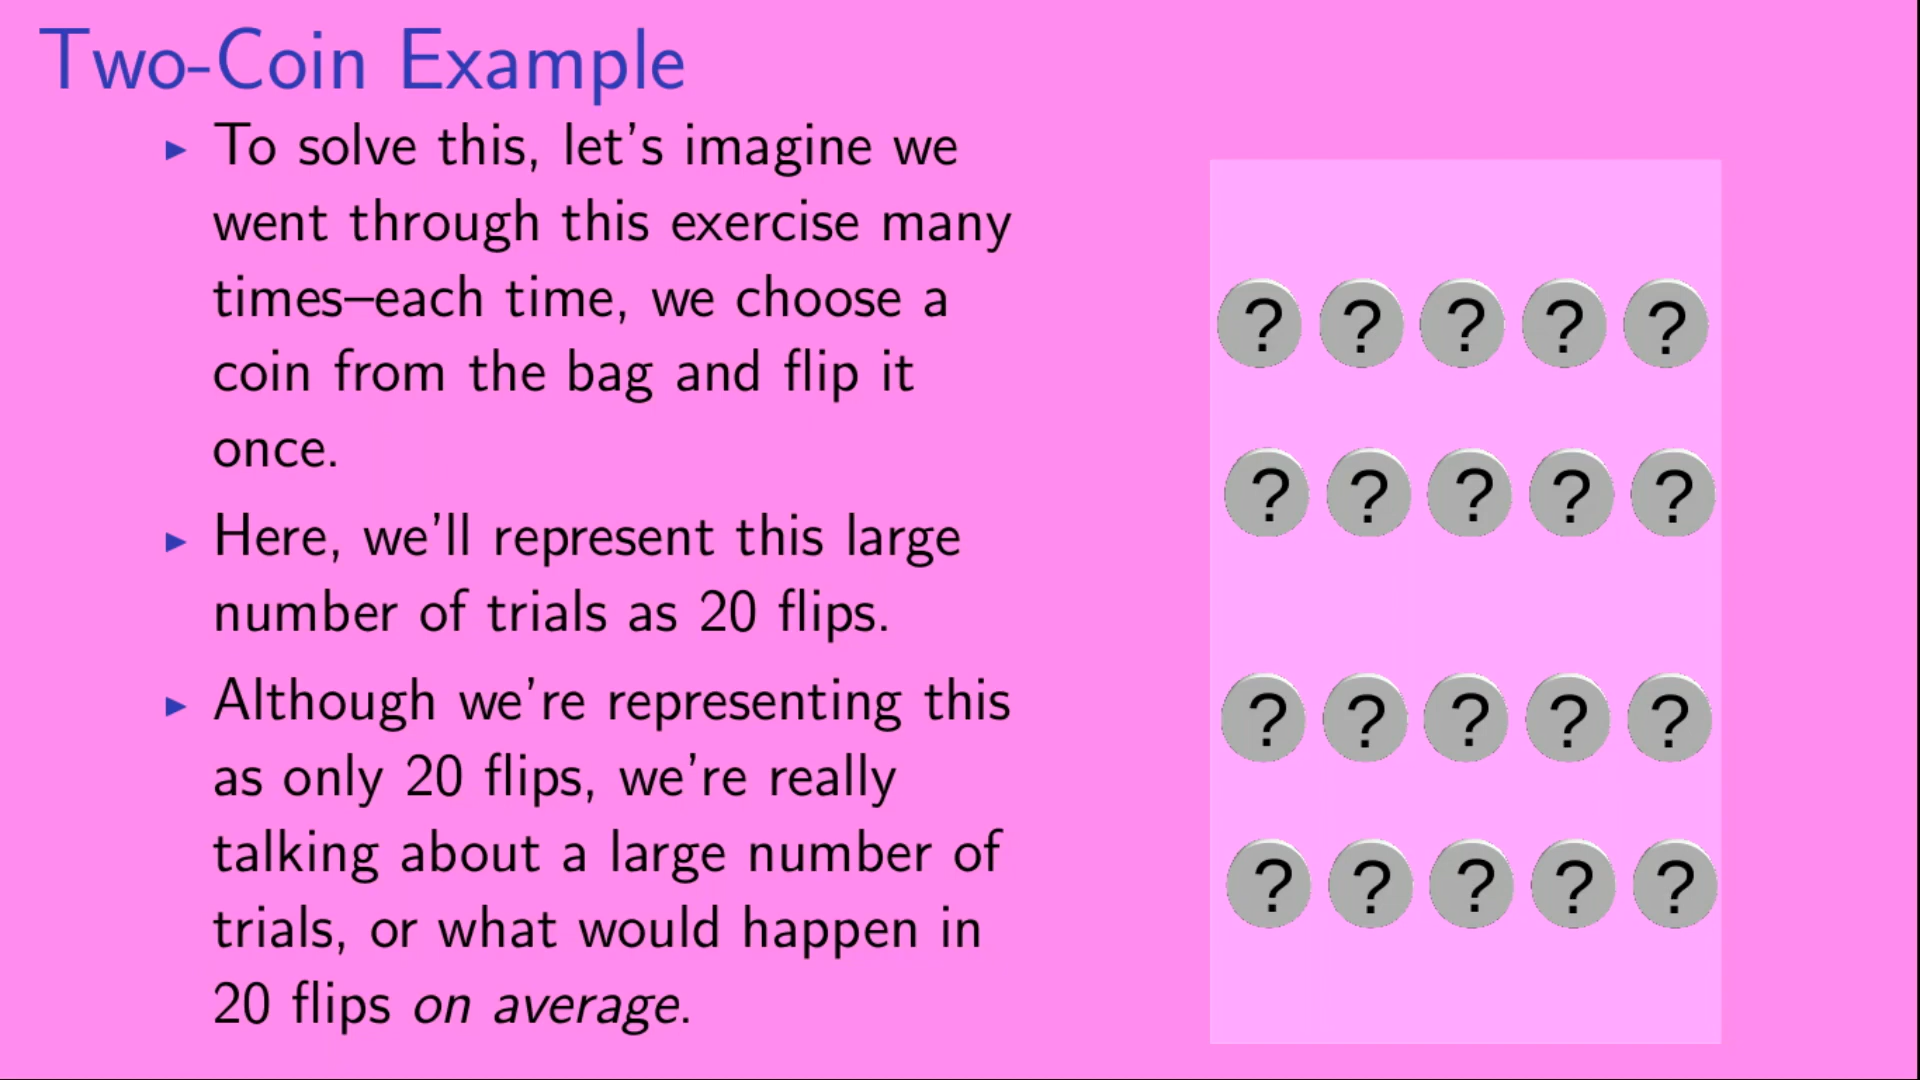 Two-Coin Example
▸ To solve this, let's imagine we
went through this exercise many
times–each time, we choose a
coin from the bag and flip it
once.
▸ Here, we'll represent this large
number of trials as 20 flips.
▸ Although we're representing this
as only 20 flips, we're really
talking about a large number of
trials, or what would happen in
20 flips on average.
? ? ? ? ?
? ? ? ? ?
? ? ? ? ?
? ? ? ? ?